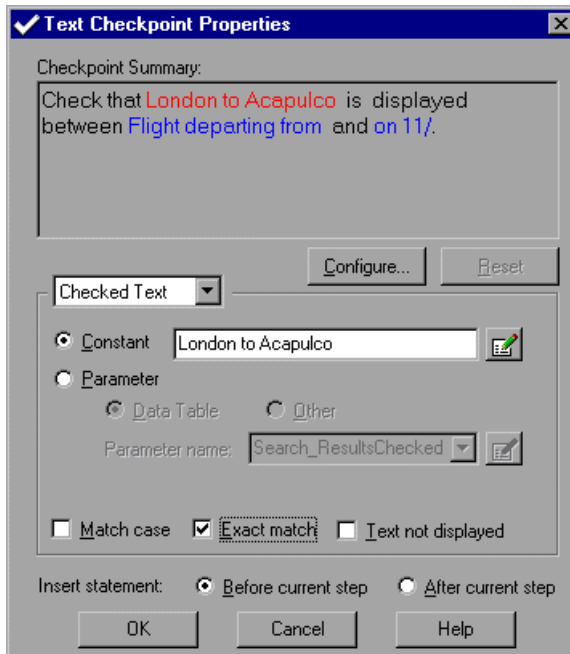 Text Checkpoint Properties
Checkpoint Summary:
Check that London to Acapulco is displayed
between Flight departing from and on 11/.
Configure... Reset
Checked Text
Constant London to Acapulco
Parameter
Data Table Other
Parameter name: Search_ResultsChecked
Match case Exact match Text not displayed
Insert statement: Before current step After current step
OK Cancel Help